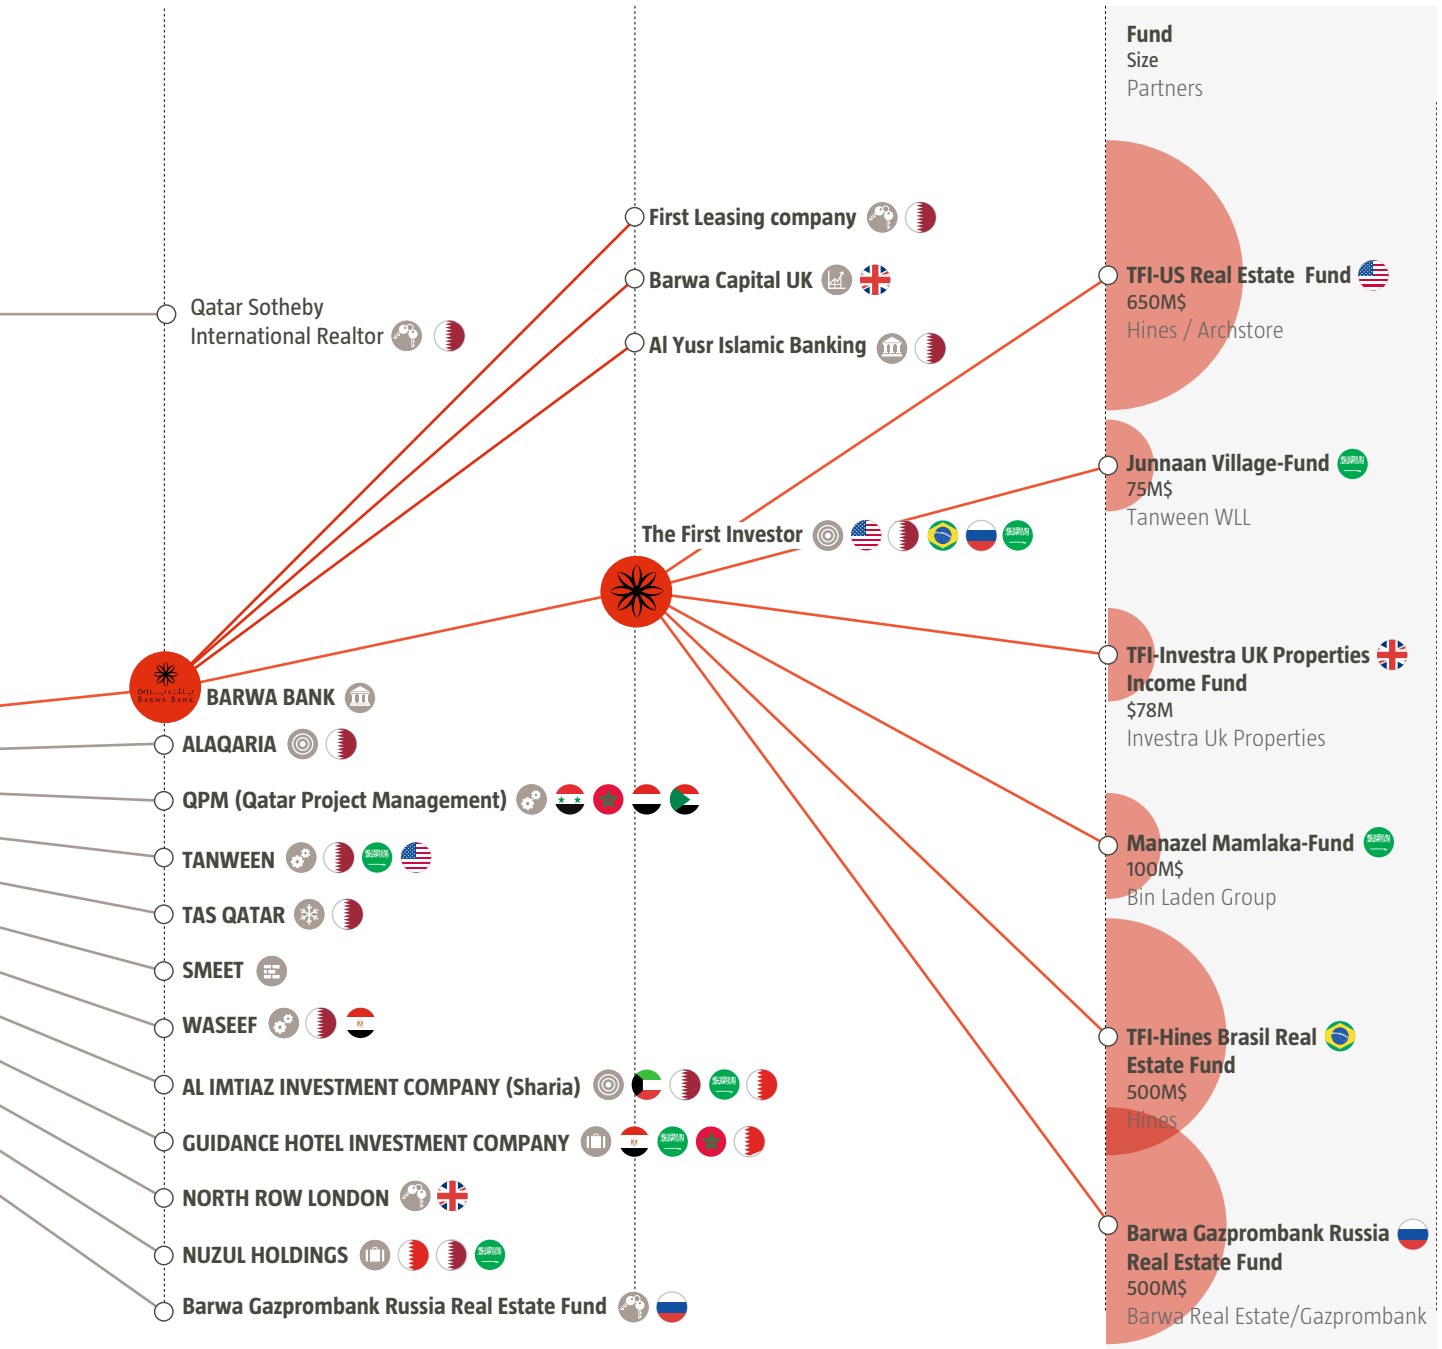 Fund
Size
Partners
Qatar Sotheby
International Realtor
First Leasing company
Barwa Capital UK
Al Yusr Islamic Banking
The First Investor
BARWA BANK
BARWA BANK
ALAQARIA
QPM (Qatar Project Management)
TANWEEN
TAS QATAR
SMEET
WASEEF
AL IMTIAZ INVESTMENT COMPANY (Sharia)
GUIDANCE HOTEL INVESTMENT COMPANY
NORTH ROW LONDON
NUZUL HOLDINGS
Barwa Gazprombank Russia Real Estate Fund
TFI-US Real Estate Fund
650M$
Hines / Archstore
Junnaan Village-Fund
75M$
Tanween WLL
TFI-Investra UK Properties
Income Fund
$78M
Investra Uk Properties
Manazel Mamlaka-Fund
100M$
Bin Laden Group
TFI-Hines Brasil Real
Estate Fund
500M$
Hines
Barwa Gazprombank Russia
Real Estate Fund
500M$
Barwa Real Estate/Gazprombank